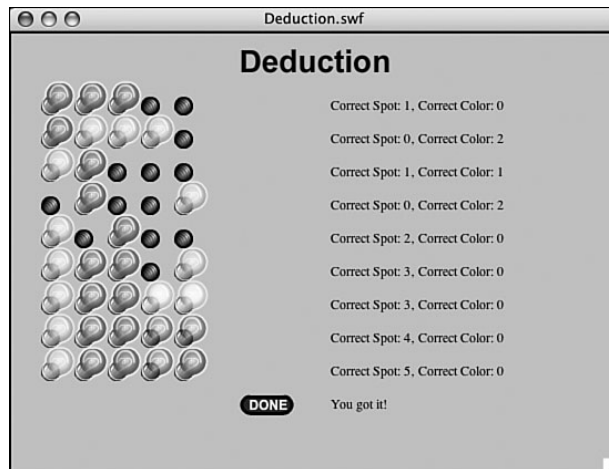 Deduction.swf
Deduction
Correct Spot: 1, Correct Color: 0
Correct Spot: 0, Correct Color: 2
Correct Spot: 1, Correct Color: 1
Correct Spot: 0, Correct Color: 2
Correct Spot: 2, Correct Color: 0
Correct Spot: 3, Correct Color: 0
Correct Spot: 3, Correct Color: 0
Correct Spot: 4, Correct Color: 0
Correct Spot: 5, Correct Color: 0
DONE You got it!